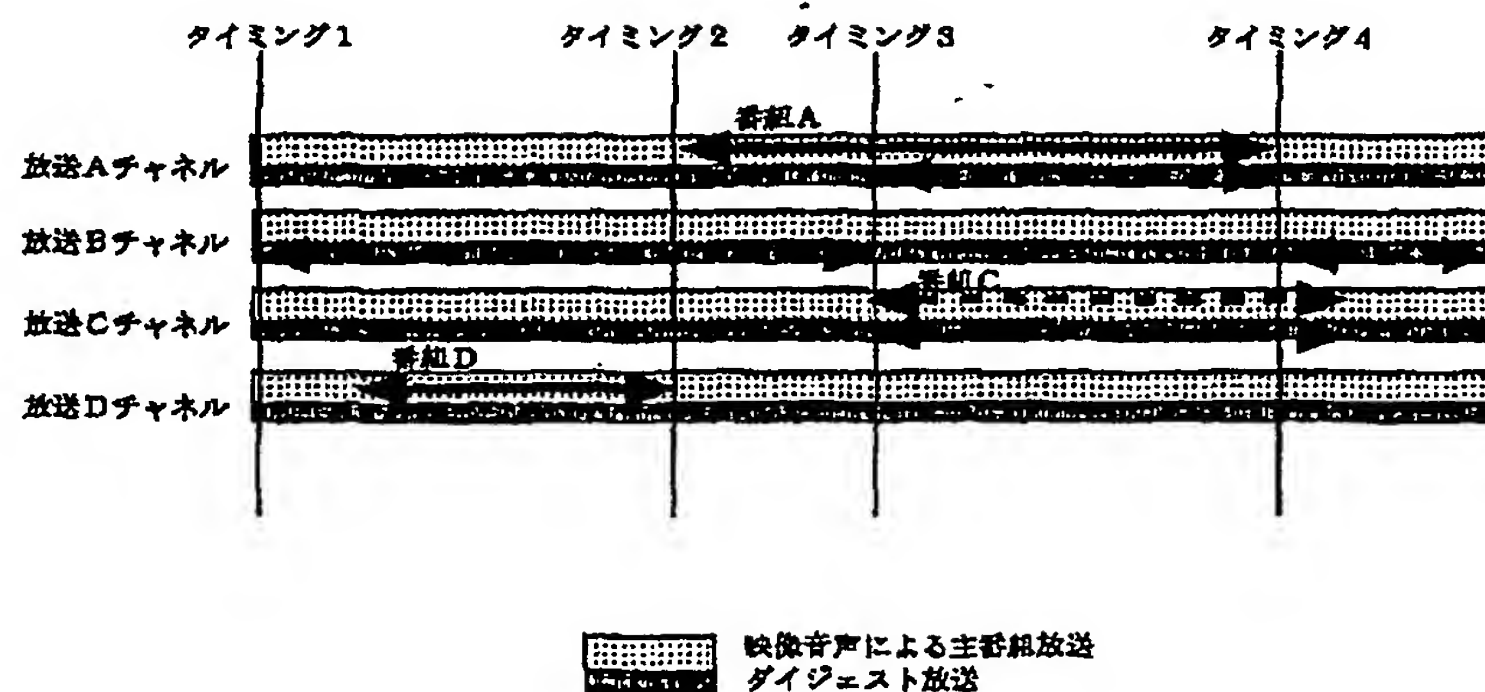 タイミング1 タイミング2 タイミング3 タイミング4
番組A
放送Aチャネル
放送Bチャネル
番組C
放送Cチャネル
番組D
放送Dチャネル
映像音声による主番組放送
ダイジェスト放送